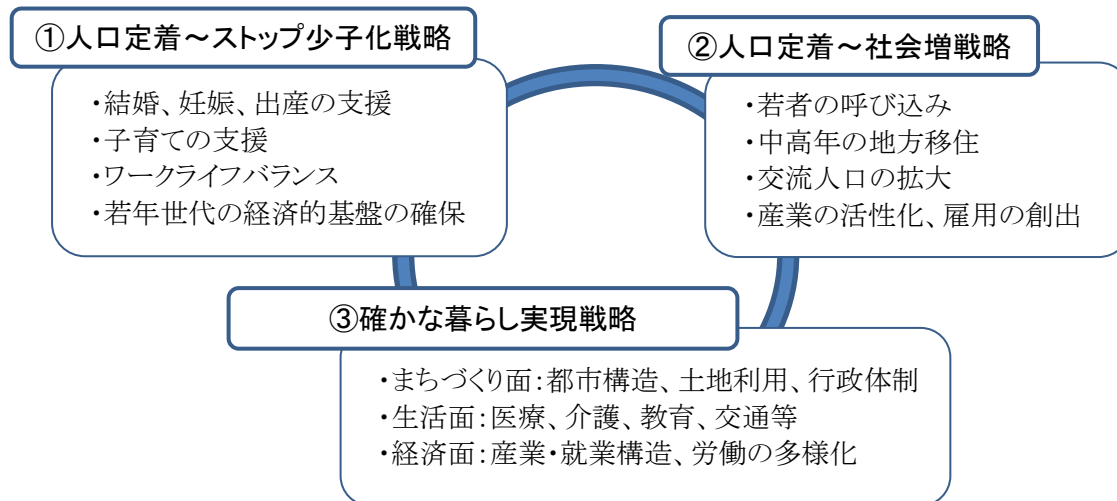 ①人口定着～ストップ少子化戦略
・結婚、妊娠、出産の支援
・子育ての支援
・ワークライフバランス
・若年世代の経済的基盤の確保
②人口定着～社会増戦略
・若者の呼び込み
・中高年の地方移住
・交流人口の拡大
・産業の活性化、雇用の創出
③確かな暮らし実現戦略
・まちづくり面：都市構造、土地利用、行政体制
・生活面：医療、介護、教育、交通等
・経済面：産業・就業構造、労働の多様化